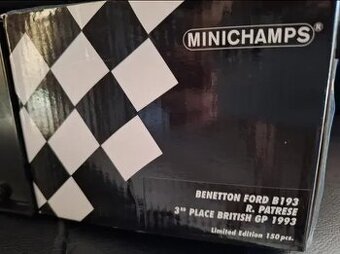 MINICHAMPS®
BENETTON FORD B193
R. PATRESE
3RD PLACE BRITISH GP 1993
Limited Edition 150 pcs.